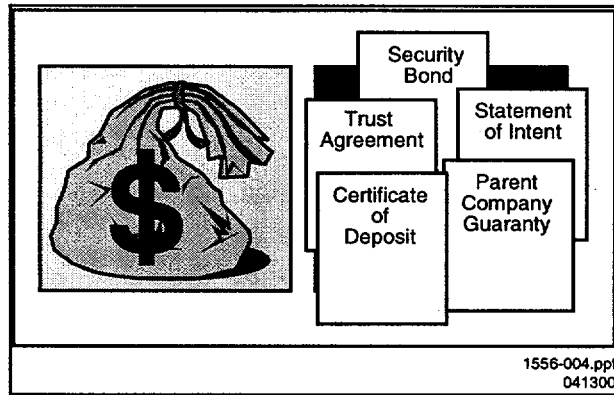 $
Security
Bond
Trust
Agreement
Statement
of Intent
Certificate
of
Deposit
Parent
Company
Guaranty
1556-004.ppt
041300